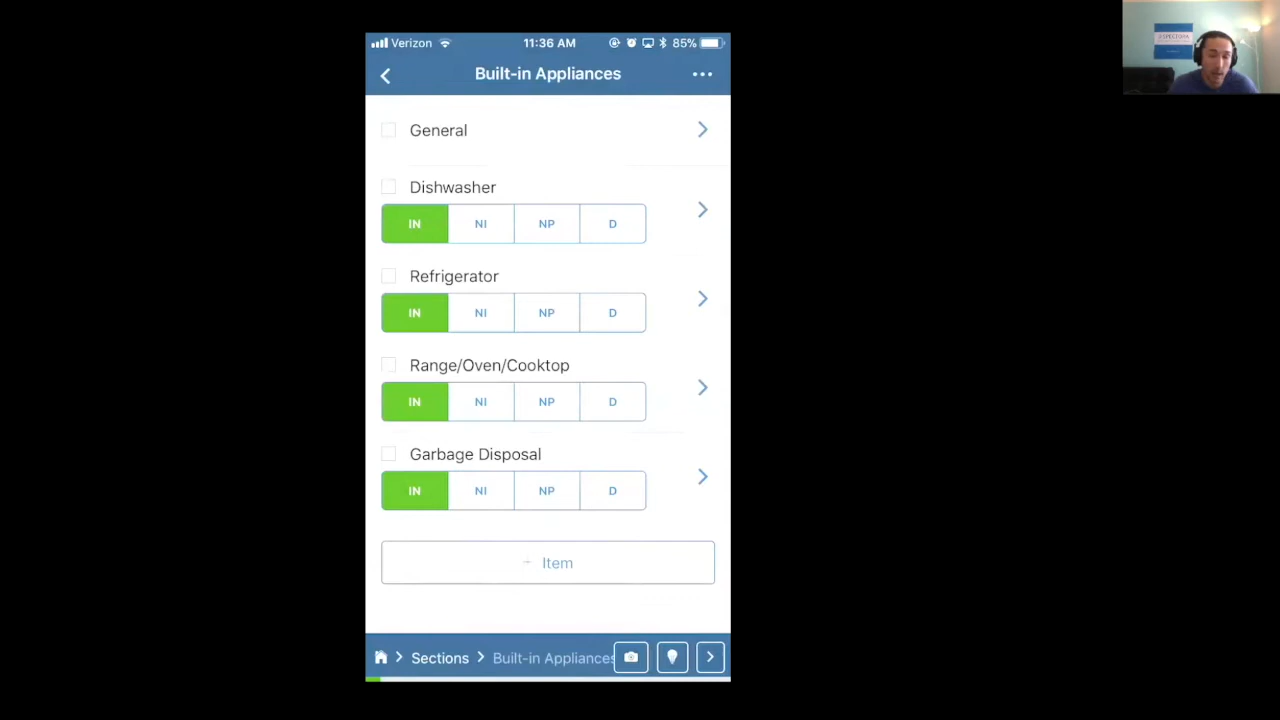 Verizon 11:36 AM 85%
Built-in Appliances
General
Dishwasher
IN NI NP D
Refrigerator
IN NI NP D
Range/Oven/Cooktop
IN NI NP D
Garbage Disposal
IN NI NP D
+ Item
Sections Built-in Appliances